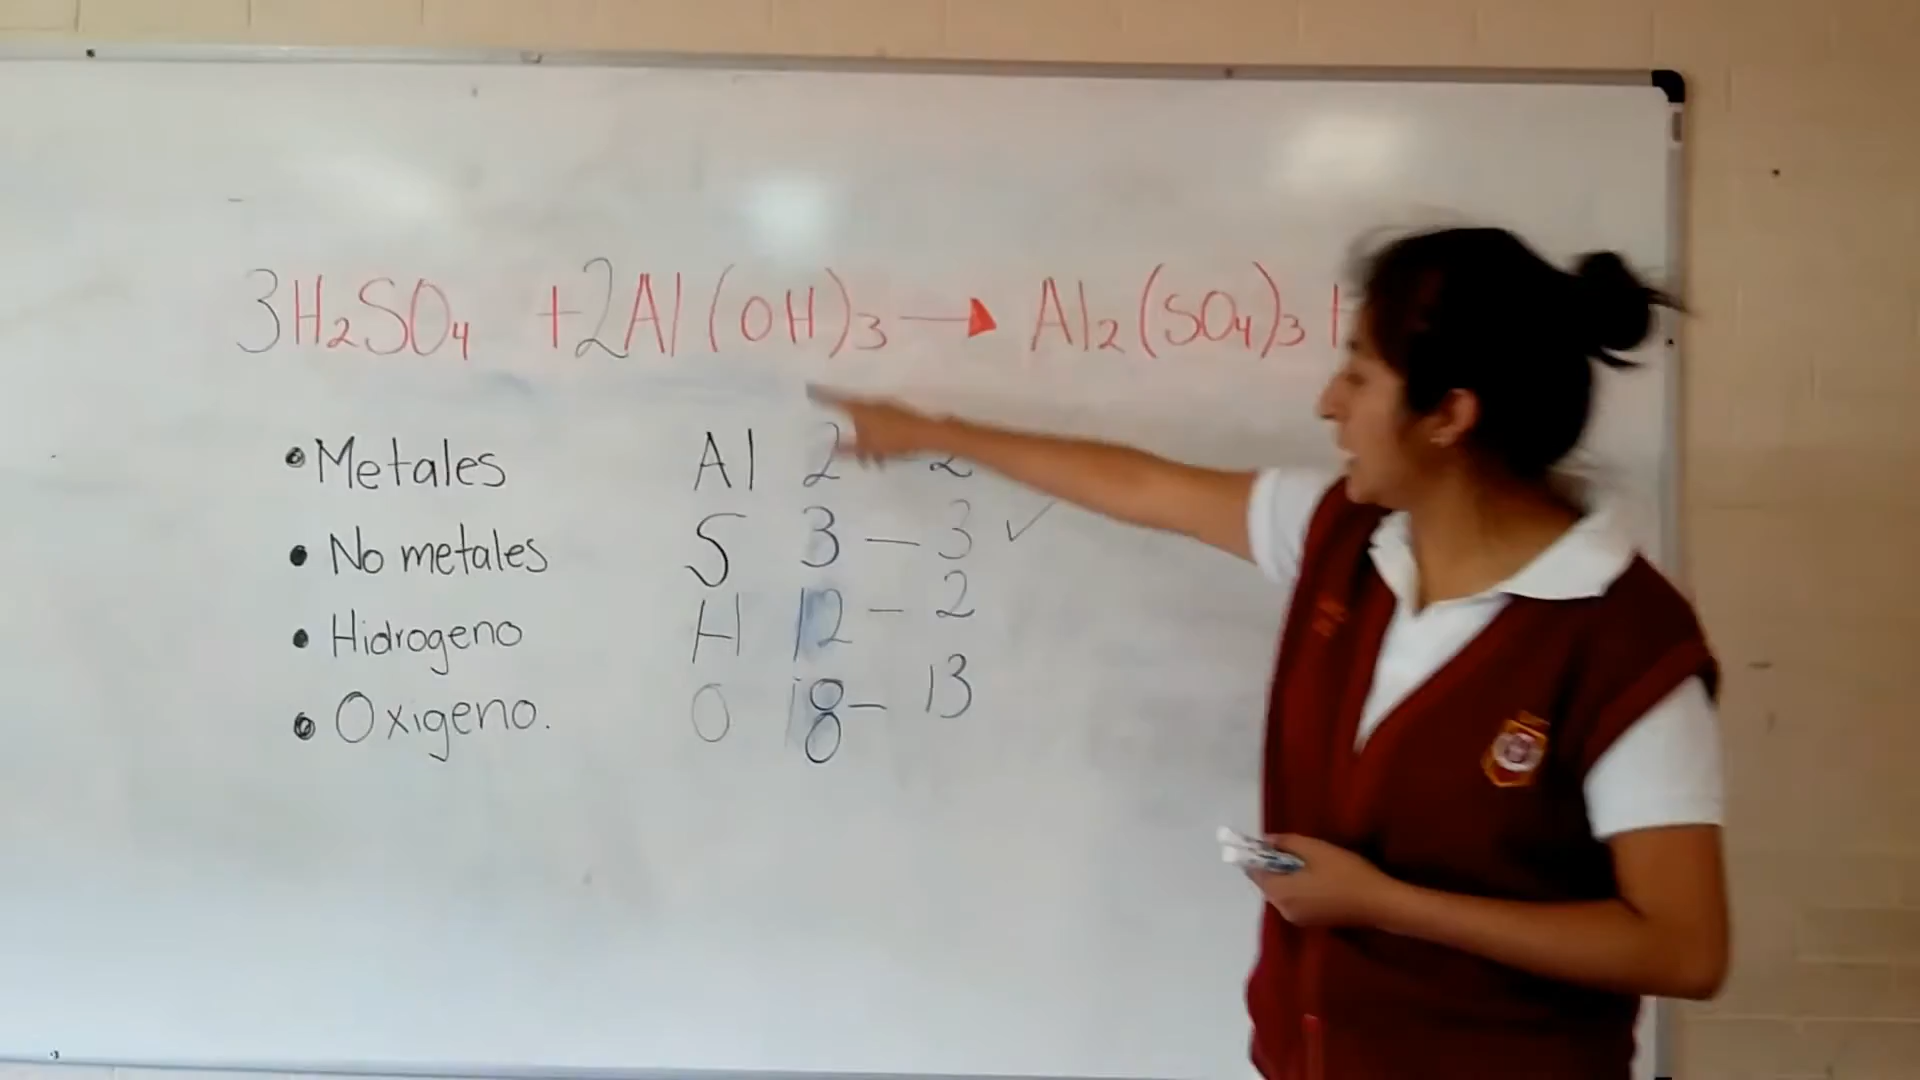 3H₂SO₄ +2Al(OH)₃ → Al₂(SO₄)₃
• Metales Al 2 - 2
• No metales S 3 - 3 ✓
• Hidrogeno H 12 - 2
• Oxigeno. O 18 - 13